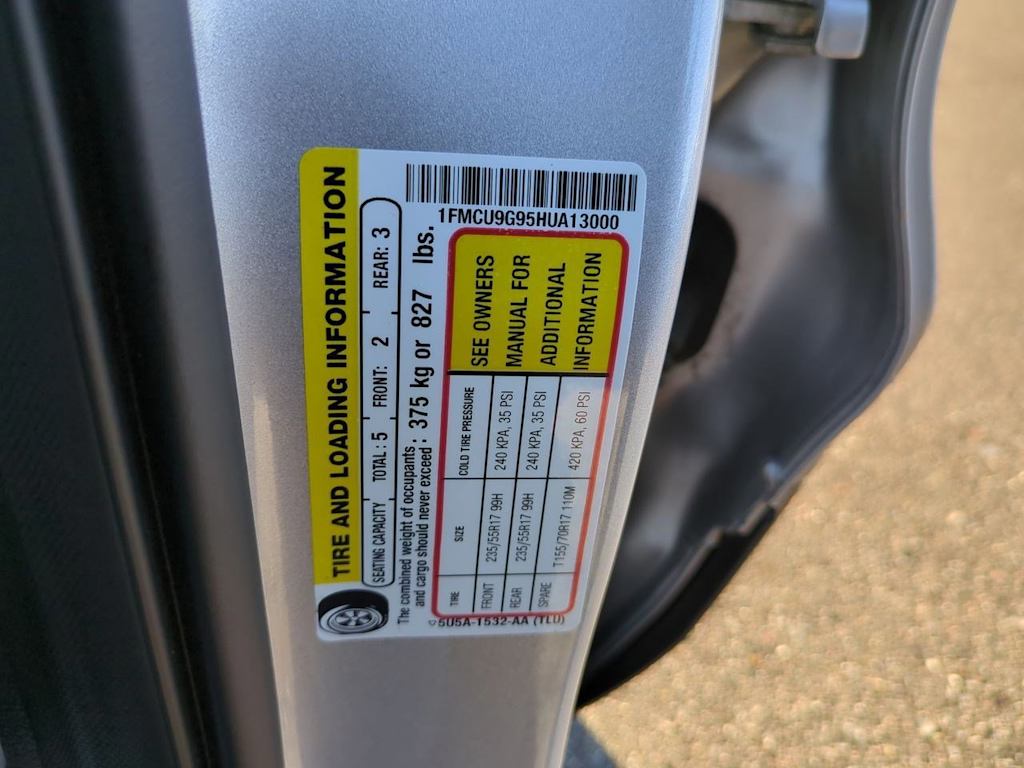 TIRE AND LOADING INFORMATION
SEATING CAPACITY TOTAL : 5 FRONT: 2 REAR: 3
The combined weight of occupants
and cargo should never exceed : 375 kg or 827 lbs.
TIRE SIZE COLD TIRE PRESSURE
FRONT 235/55R17 99H 240 KPA, 35 PSI
REAR 235/55R17 99H 240 KPA, 35 PSI
SPARE T155/70R17 110M 420 KPA, 60 PSI
SEE OWNERS
MANUAL FOR
ADDITIONAL
INFORMATION
5U5A-1532-AA (TLU)
1FMCU9G95HUA13000